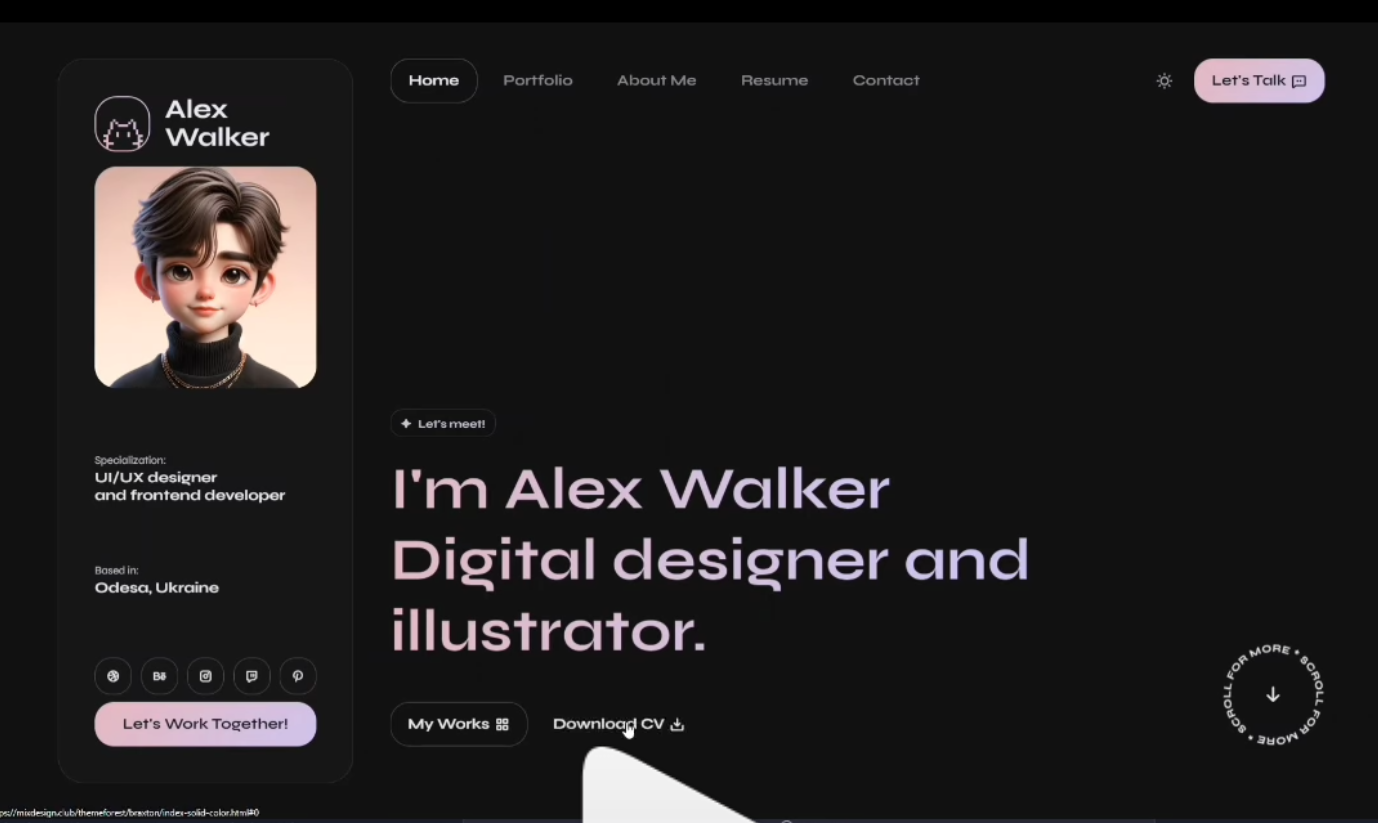 Alex
Walker
Specialization:
UI/UX designer
and frontend developer
Based in:
Odesa, Ukraine
Bē
Let's Work Together!
Home
Portfolio
About Me
Resume
Contact
Let's Talk
Let's meet!
I'm Alex Walker
Digital designer and
illustrator.
My Works
Download CV
SCROLL FOR MORE • SCROLL FOR MORE •
ps://mixdesign.club/themeforest/braxton/index-solid-color.html#0